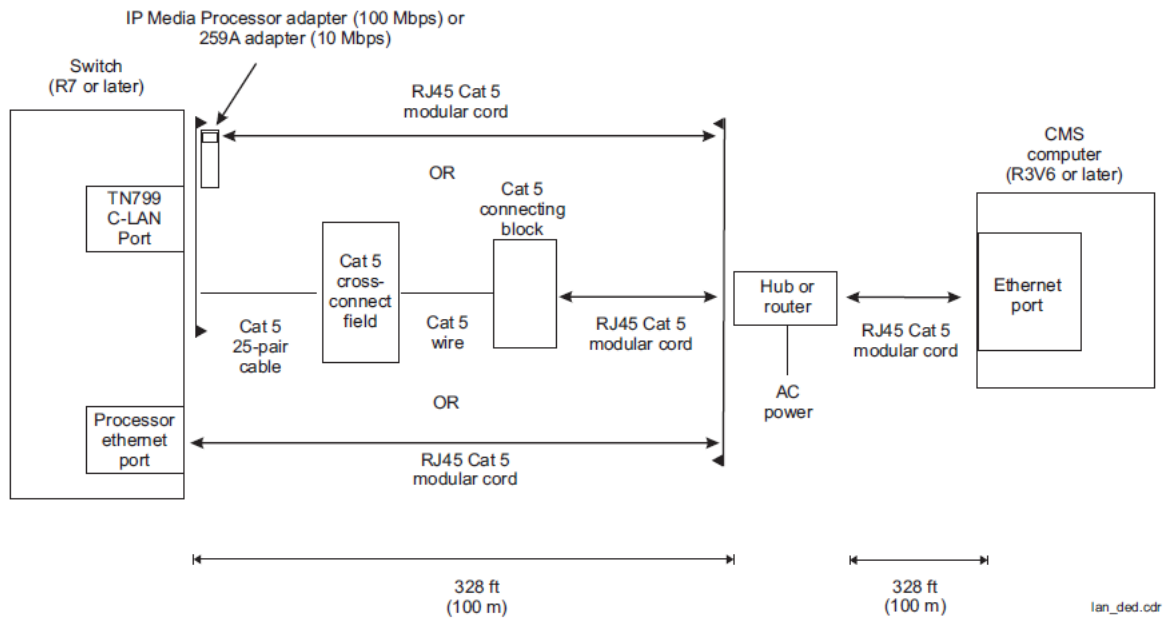 IP Media Processor adapter (100 Mbps) or
259A adapter (10 Mbps)
Switch
(R7 or later)
RJ45 Cat 5
modular cord
CMS
computer
(R3V6 or later)
OR
TN799
C-LAN
Port
Cat 5
connecting
block
Cat 5
cross-
connect
field
Hub or
router
Ethernet
port
Cat 5
25-pair
cable
Cat 5
wire
RJ45 Cat 5
modular cord
RJ45 Cat 5
modular cord
AC
power
OR
Processor
ethernet
port
RJ45 Cat 5
modular cord
328 ft
(100 m)
328 ft
(100 m)
lan_ded.cdr